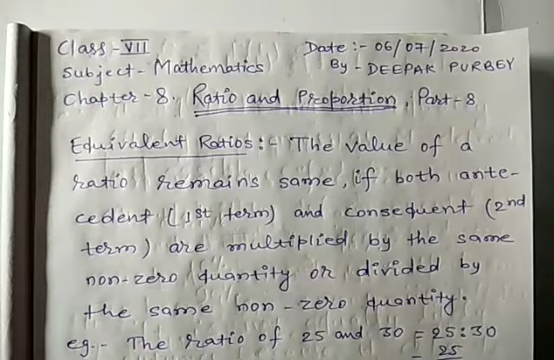 Class - VII Date :- 06/07/2020
Subject - Mathematics By - DEEPAK PURBEY
Chapter - 8. Ratio and Proportion, Part - 8
Equivalent Ratios :- The value of a
ratio remains same, if both ante-
cedent (1st term) and consequent (2nd
term) are multiplied by the same
non-zero quantity or divided by
the same non-zero quantity.
eg.- The ratio of 25 and 30 = 25:30
= 25